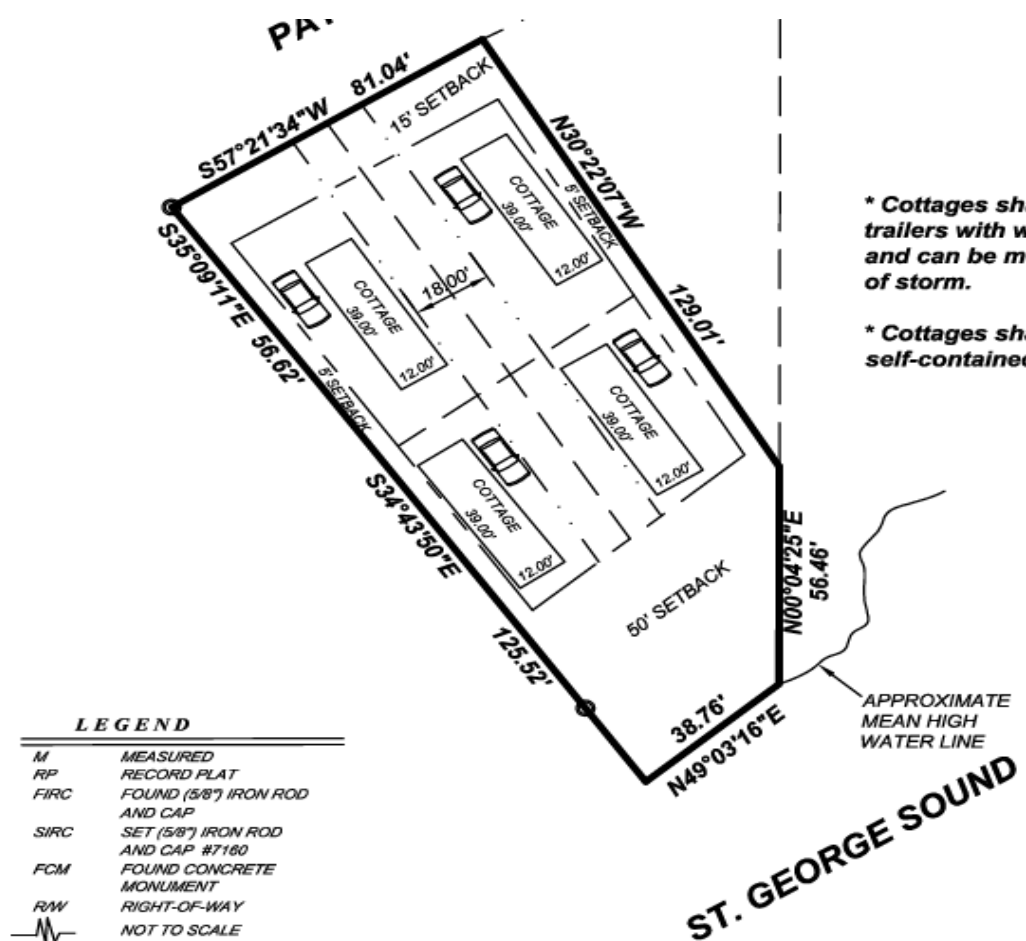 S57°21'34"W 81.04'
15' SETBACK
N30°22'07"W
129.01'
5' SETBACK
COTTAGE
39.00'
12.00'
18.00'
COTTAGE
39.00'
12.00'
S35°09'11"E 56.62'
5' SETBACK
COTTAGE
39.00'
12.00'
COTTAGE
39.00'
12.00'
S34°43'50"E
125.52'
50' SETBACK
N00°04'25"E
56.46'
38.76'
N49°03'16"E
* Cottages
trailers with
and can be
of storm.
* Cottages
APPROXIMATE
MEAN HIGH
WATER LINE
ST. GEORGE SOUND
LEGEND
M MEASURED
RP RECORD PLAT
FIRC FOUND (5/8") IRON ROD
AND CAP
SIRC SET (5/8") IRON ROD
AND CAP #7160
FCM FOUND CONCRETE
MONUMENT
R/W RIGHT-OF-WAY
NOT TO SCALE